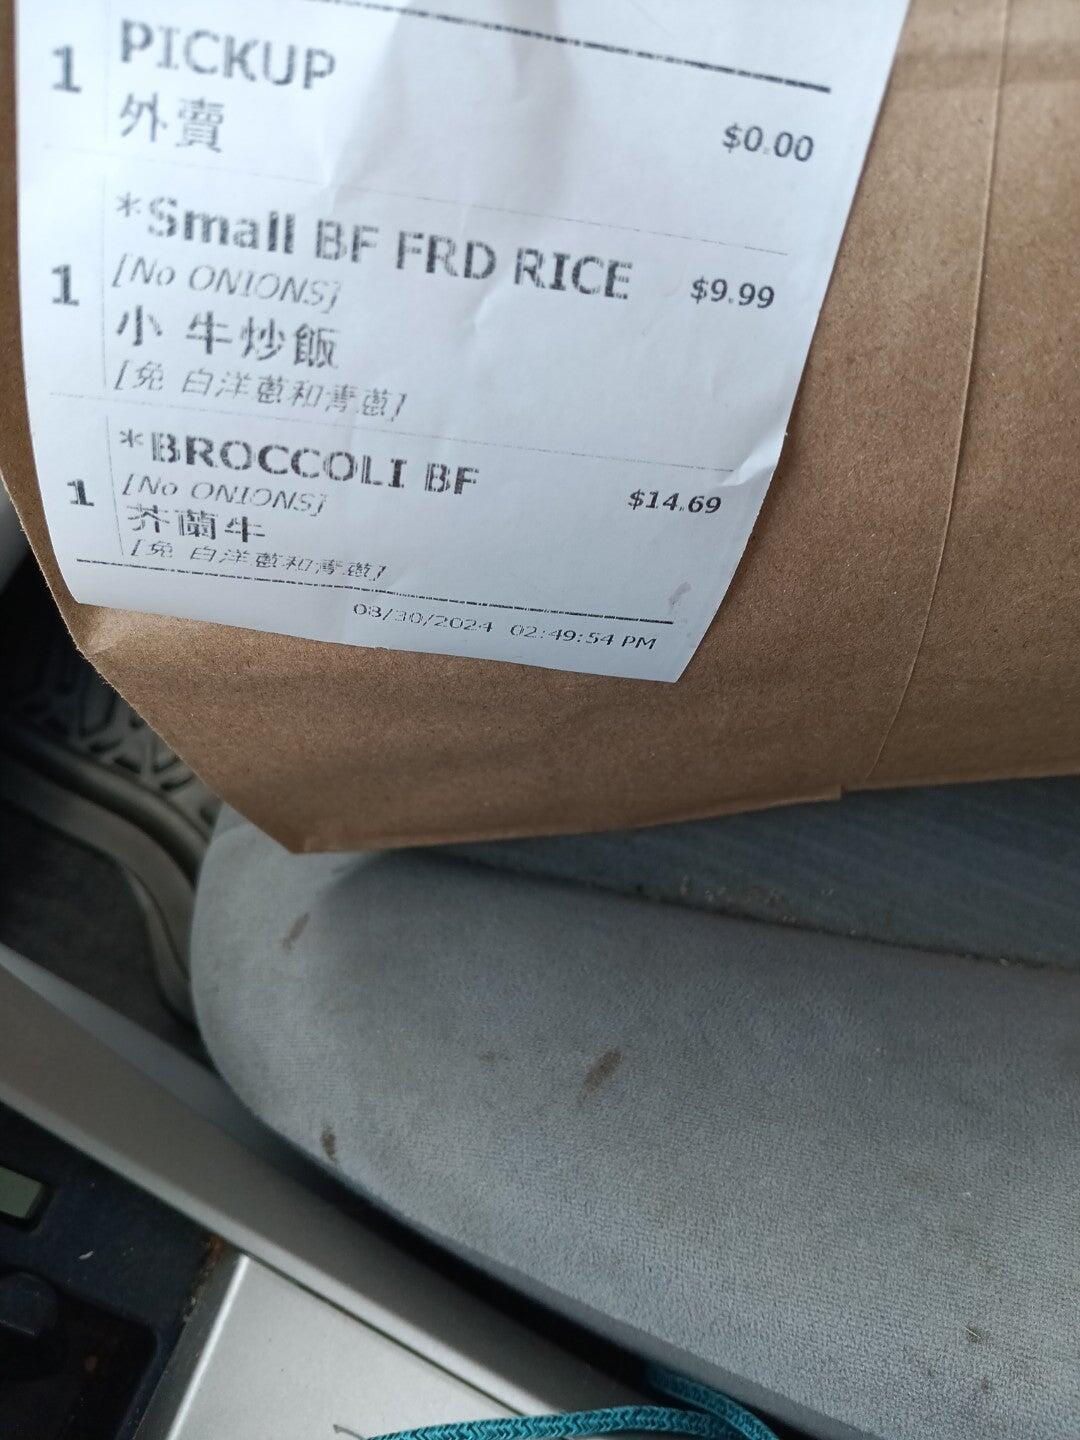 1 PICKUP
外賣 $0.00
*Small BF FRD RICE $9.99
1 [No ONIONS]
小 牛炒飯
[免 白洋蔥和青蔥]
*BROCCOLI BF $14.69
1 [No ONIONS]
芥蘭牛
[免 白洋蔥和青蔥]
08/30/2024 02:49:54 PM